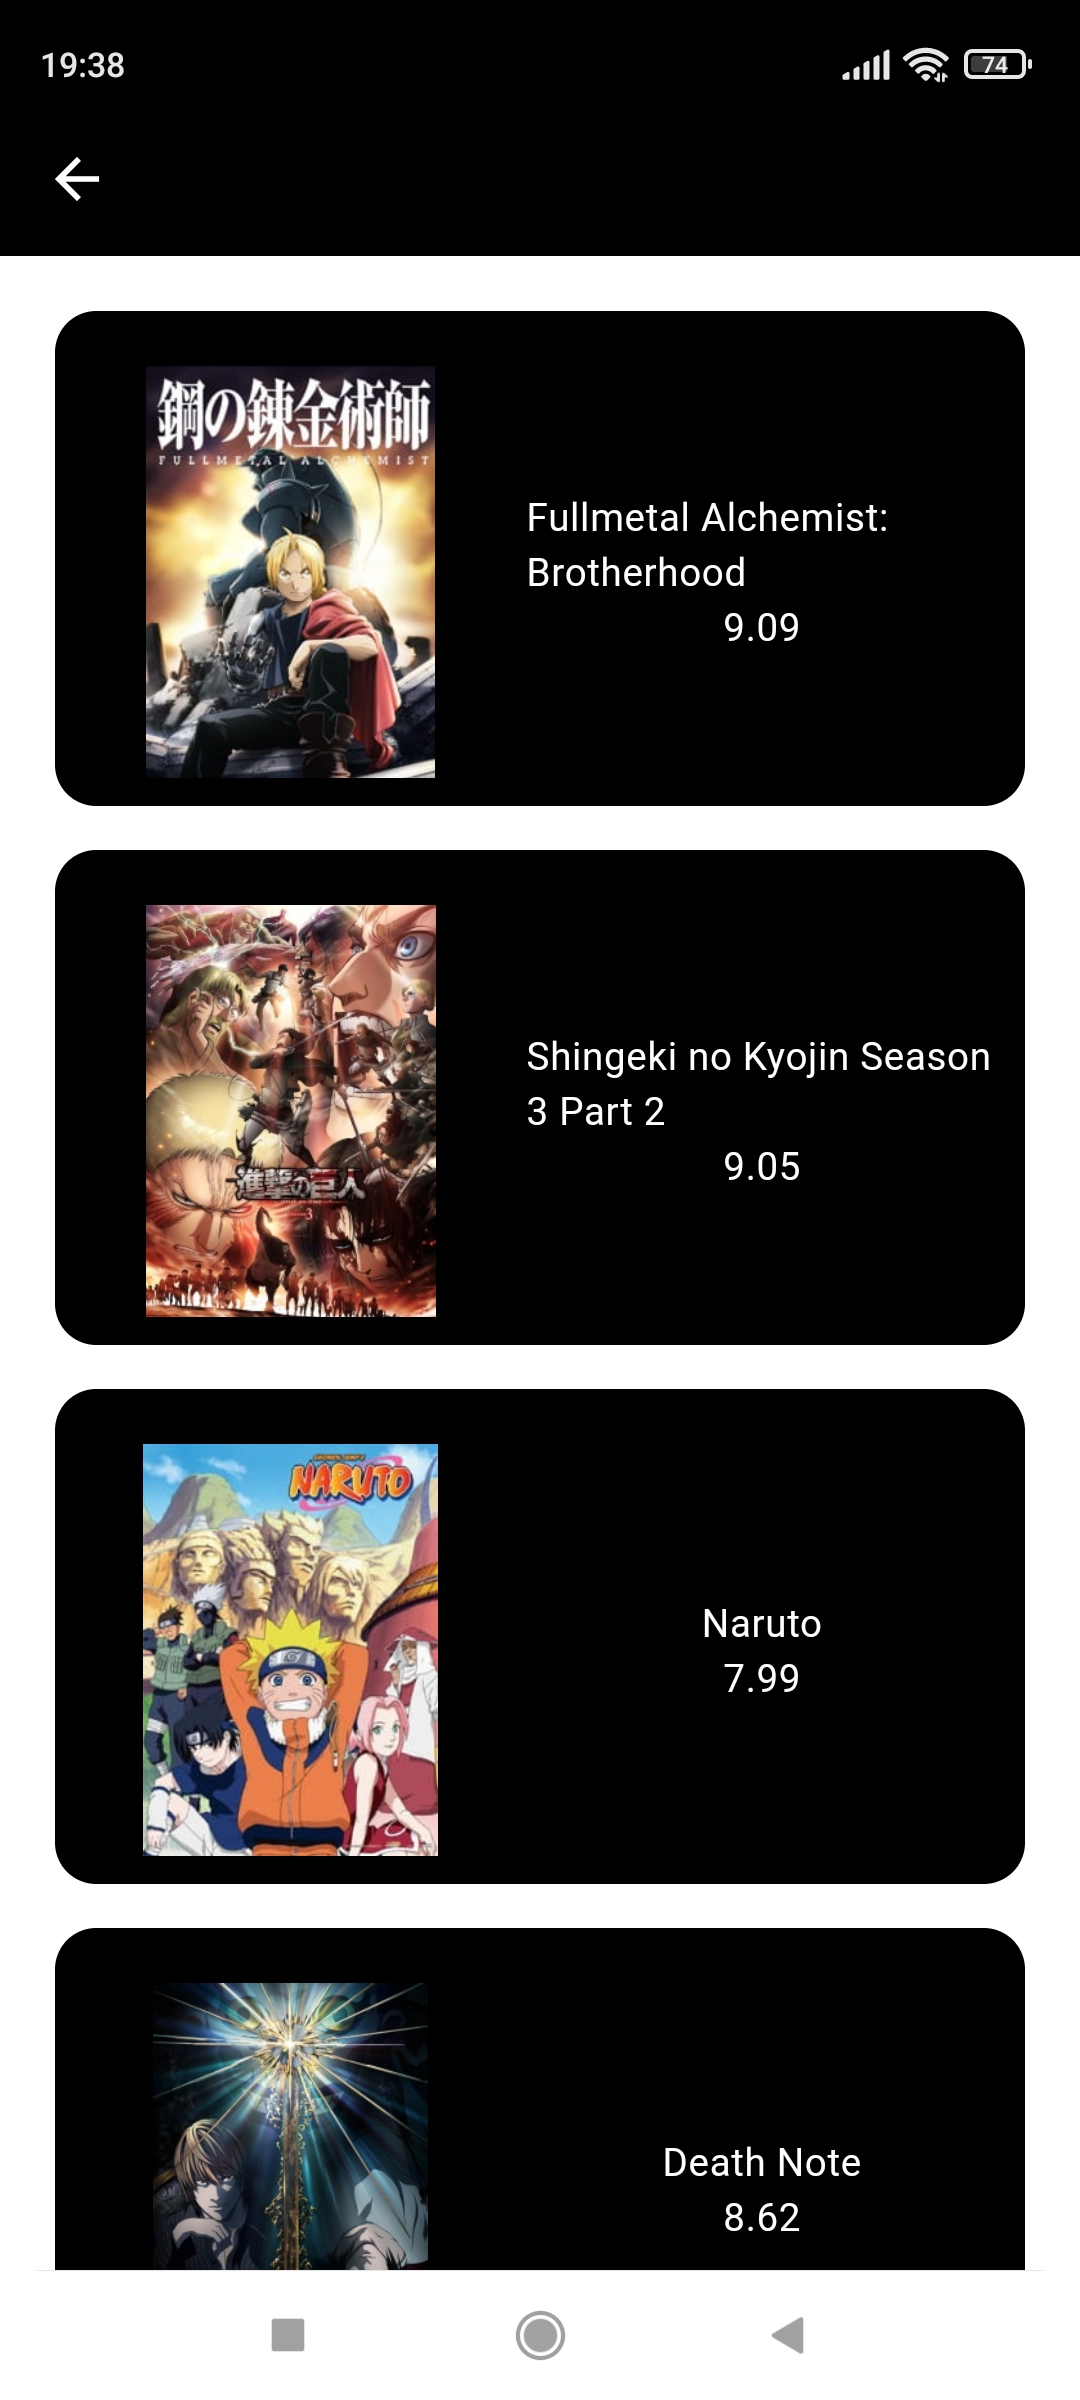 19:38
74
鋼の錬金術師
FULLMETAL ALCHEMIST
Fullmetal Alchemist:
Brotherhood
9.09
進撃の巨人
3
Shingeki no Kyojin Season
3 Part 2
9.05
NARUTO
Naruto
7.99
Death Note
8.62